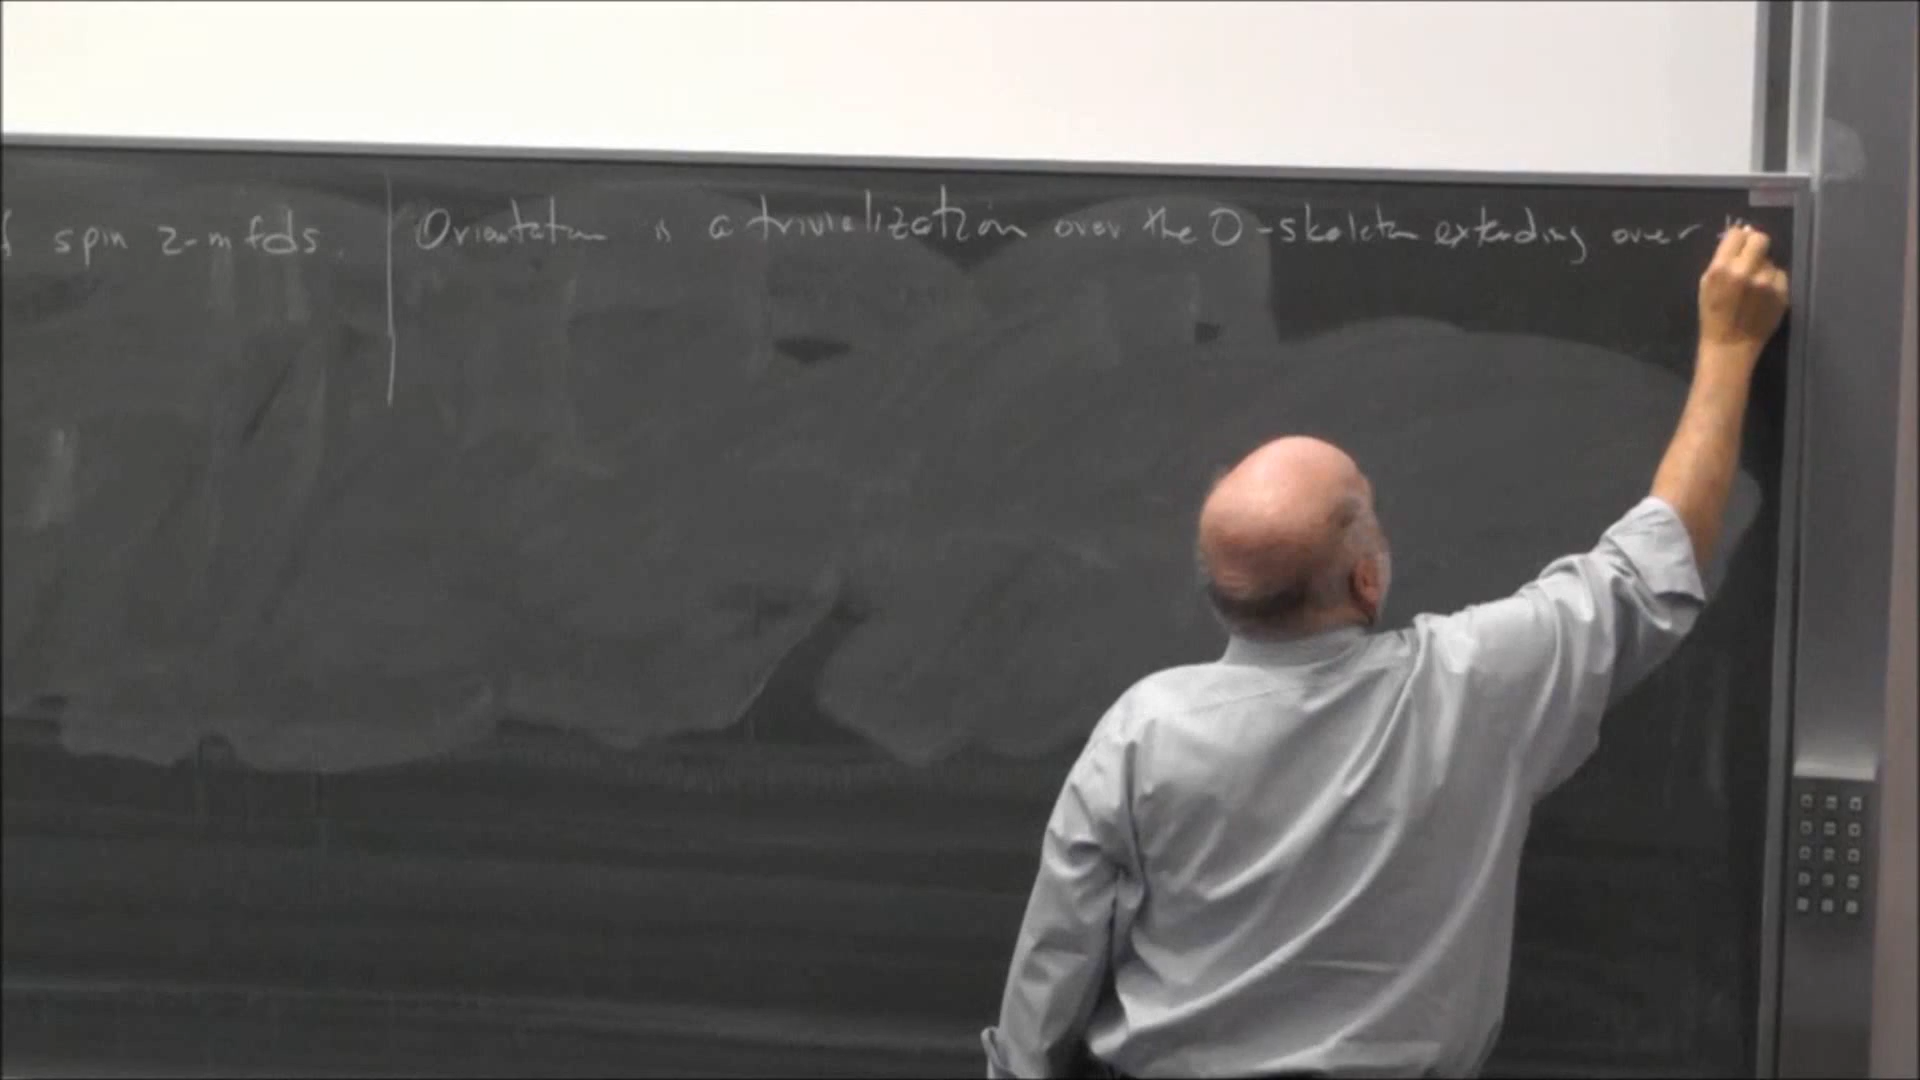 spin 2-mfds.
Orientation is a trivialization over the 0-skeleton extending over